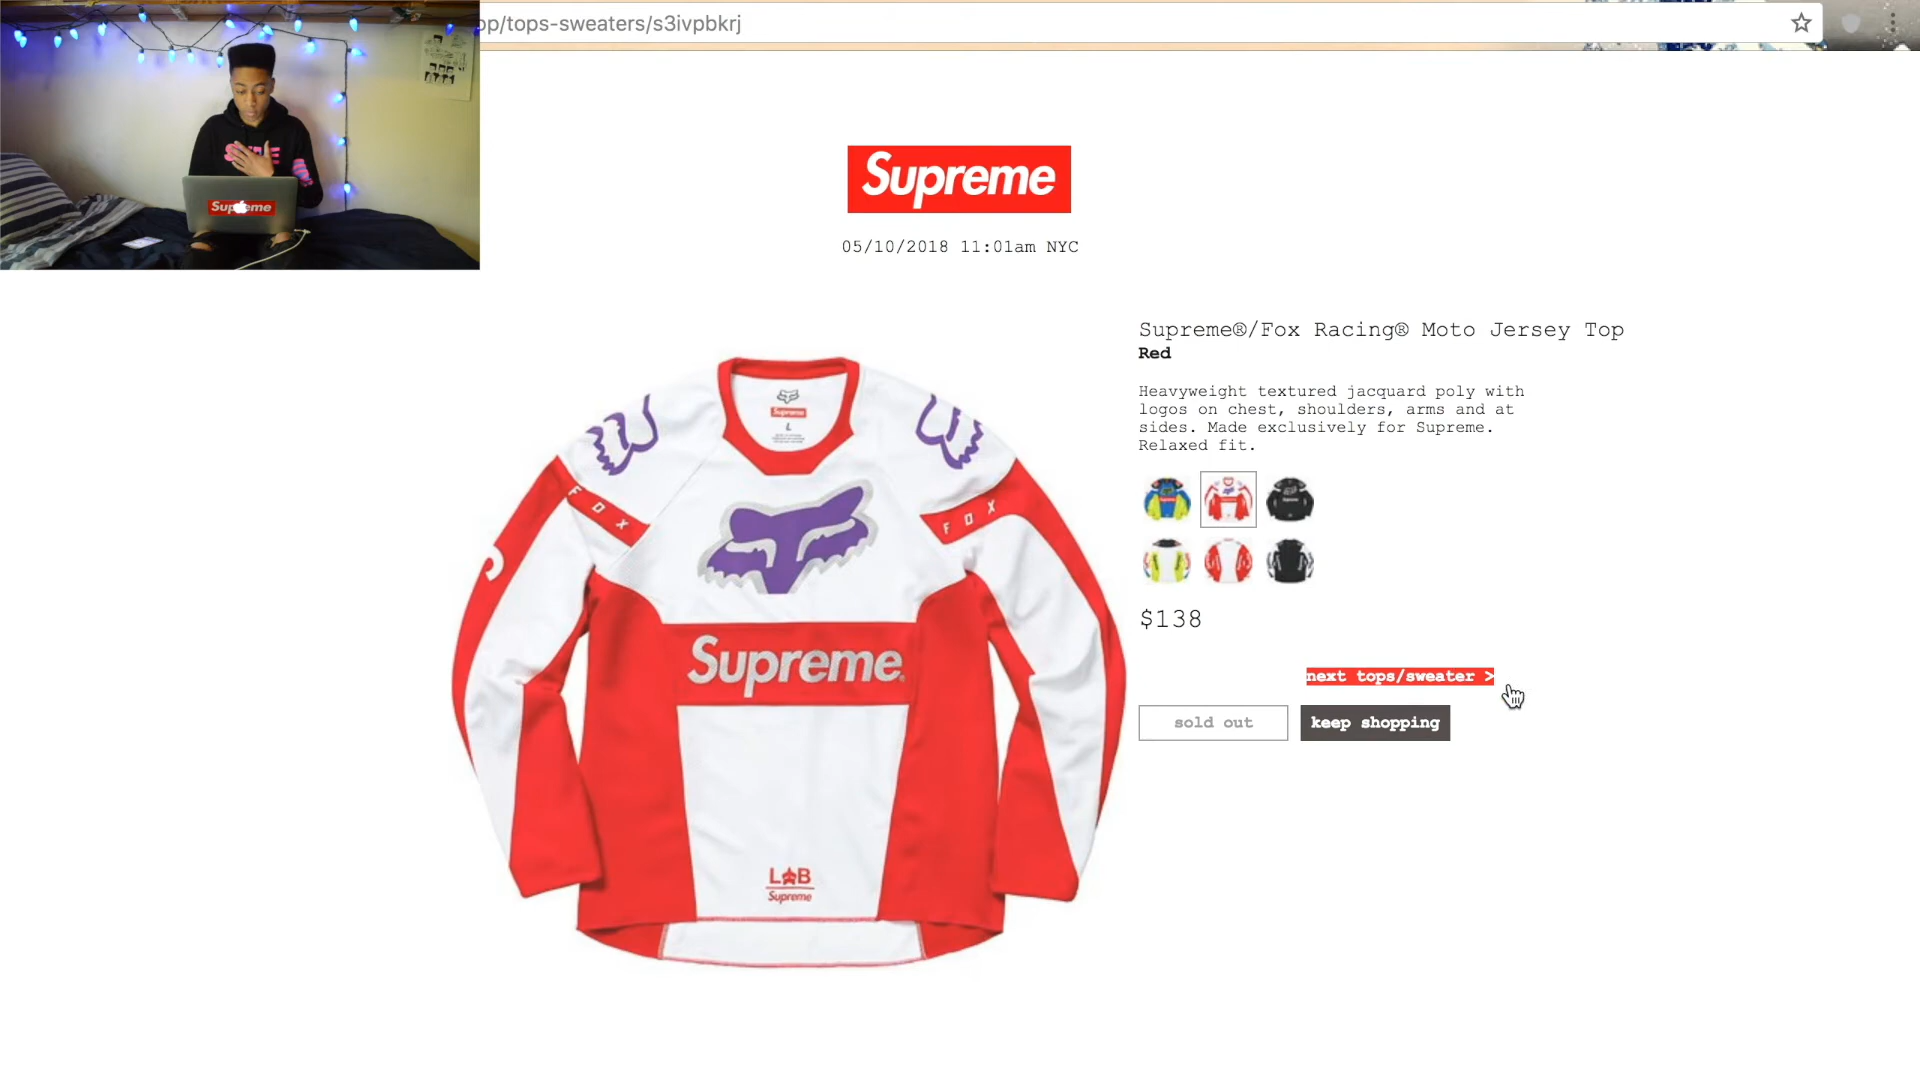 op/tops-sweaters/s3ivpbkrj
Supreme
Supreme
05/10/2018 11:01am NYC
Supreme®/Fox Racing® Moto Jersey Top
Red
Heavyweight textured jacquard poly with
logos on chest, shoulders, arms and at
sides. Made exclusively for Supreme.
Relaxed fit.
$138
next tops/sweater >
sold out
keep shopping
Supreme
L
FOX
FOX
Supreme
LAB
Supreme